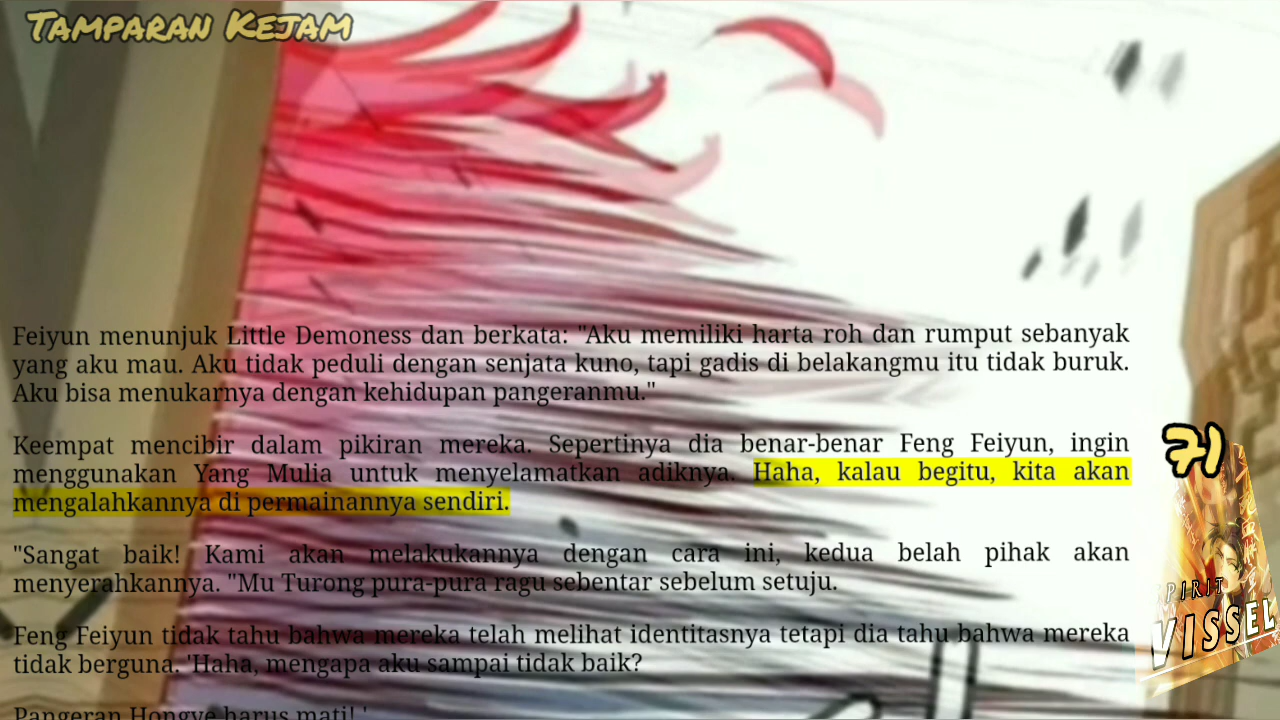 TAMPARAN KEJAM
Feiyun menunjuk Little Demoness dan berkata: "Aku memiliki harta roh dan rumput sebanyak
yang aku mau. Aku tidak peduli dengan senjata kuno, tapi gadis di belakangmu itu tidak buruk.
Aku bisa menukarnya dengan kehidupan pangeranmu."
Keempat mencibir dalam pikiran mereka. Sepertinya dia benar-benar Feng Feiyun, ingin
menggunakan Yang Mulia untuk menyelamatkan adiknya. Haha, kalau begitu, kita akan
mengalahkannya di permainannya sendiri.
"Sangat baik! Kami akan melakukannya dengan cara ini, kedua belah pihak akan
menyerahkannya. "Mu Turong pura-pura ragu sebentar sebelum setuju.
Feng Feiyun tidak tahu bahwa mereka telah melihat identitasnya tetapi dia tahu bahwa mereka
tidak berguna. 'Haha, mengapa aku sampai tidak baik?
Pangeran Hongye harus mati! '
71
SPIRIT
VISSEL